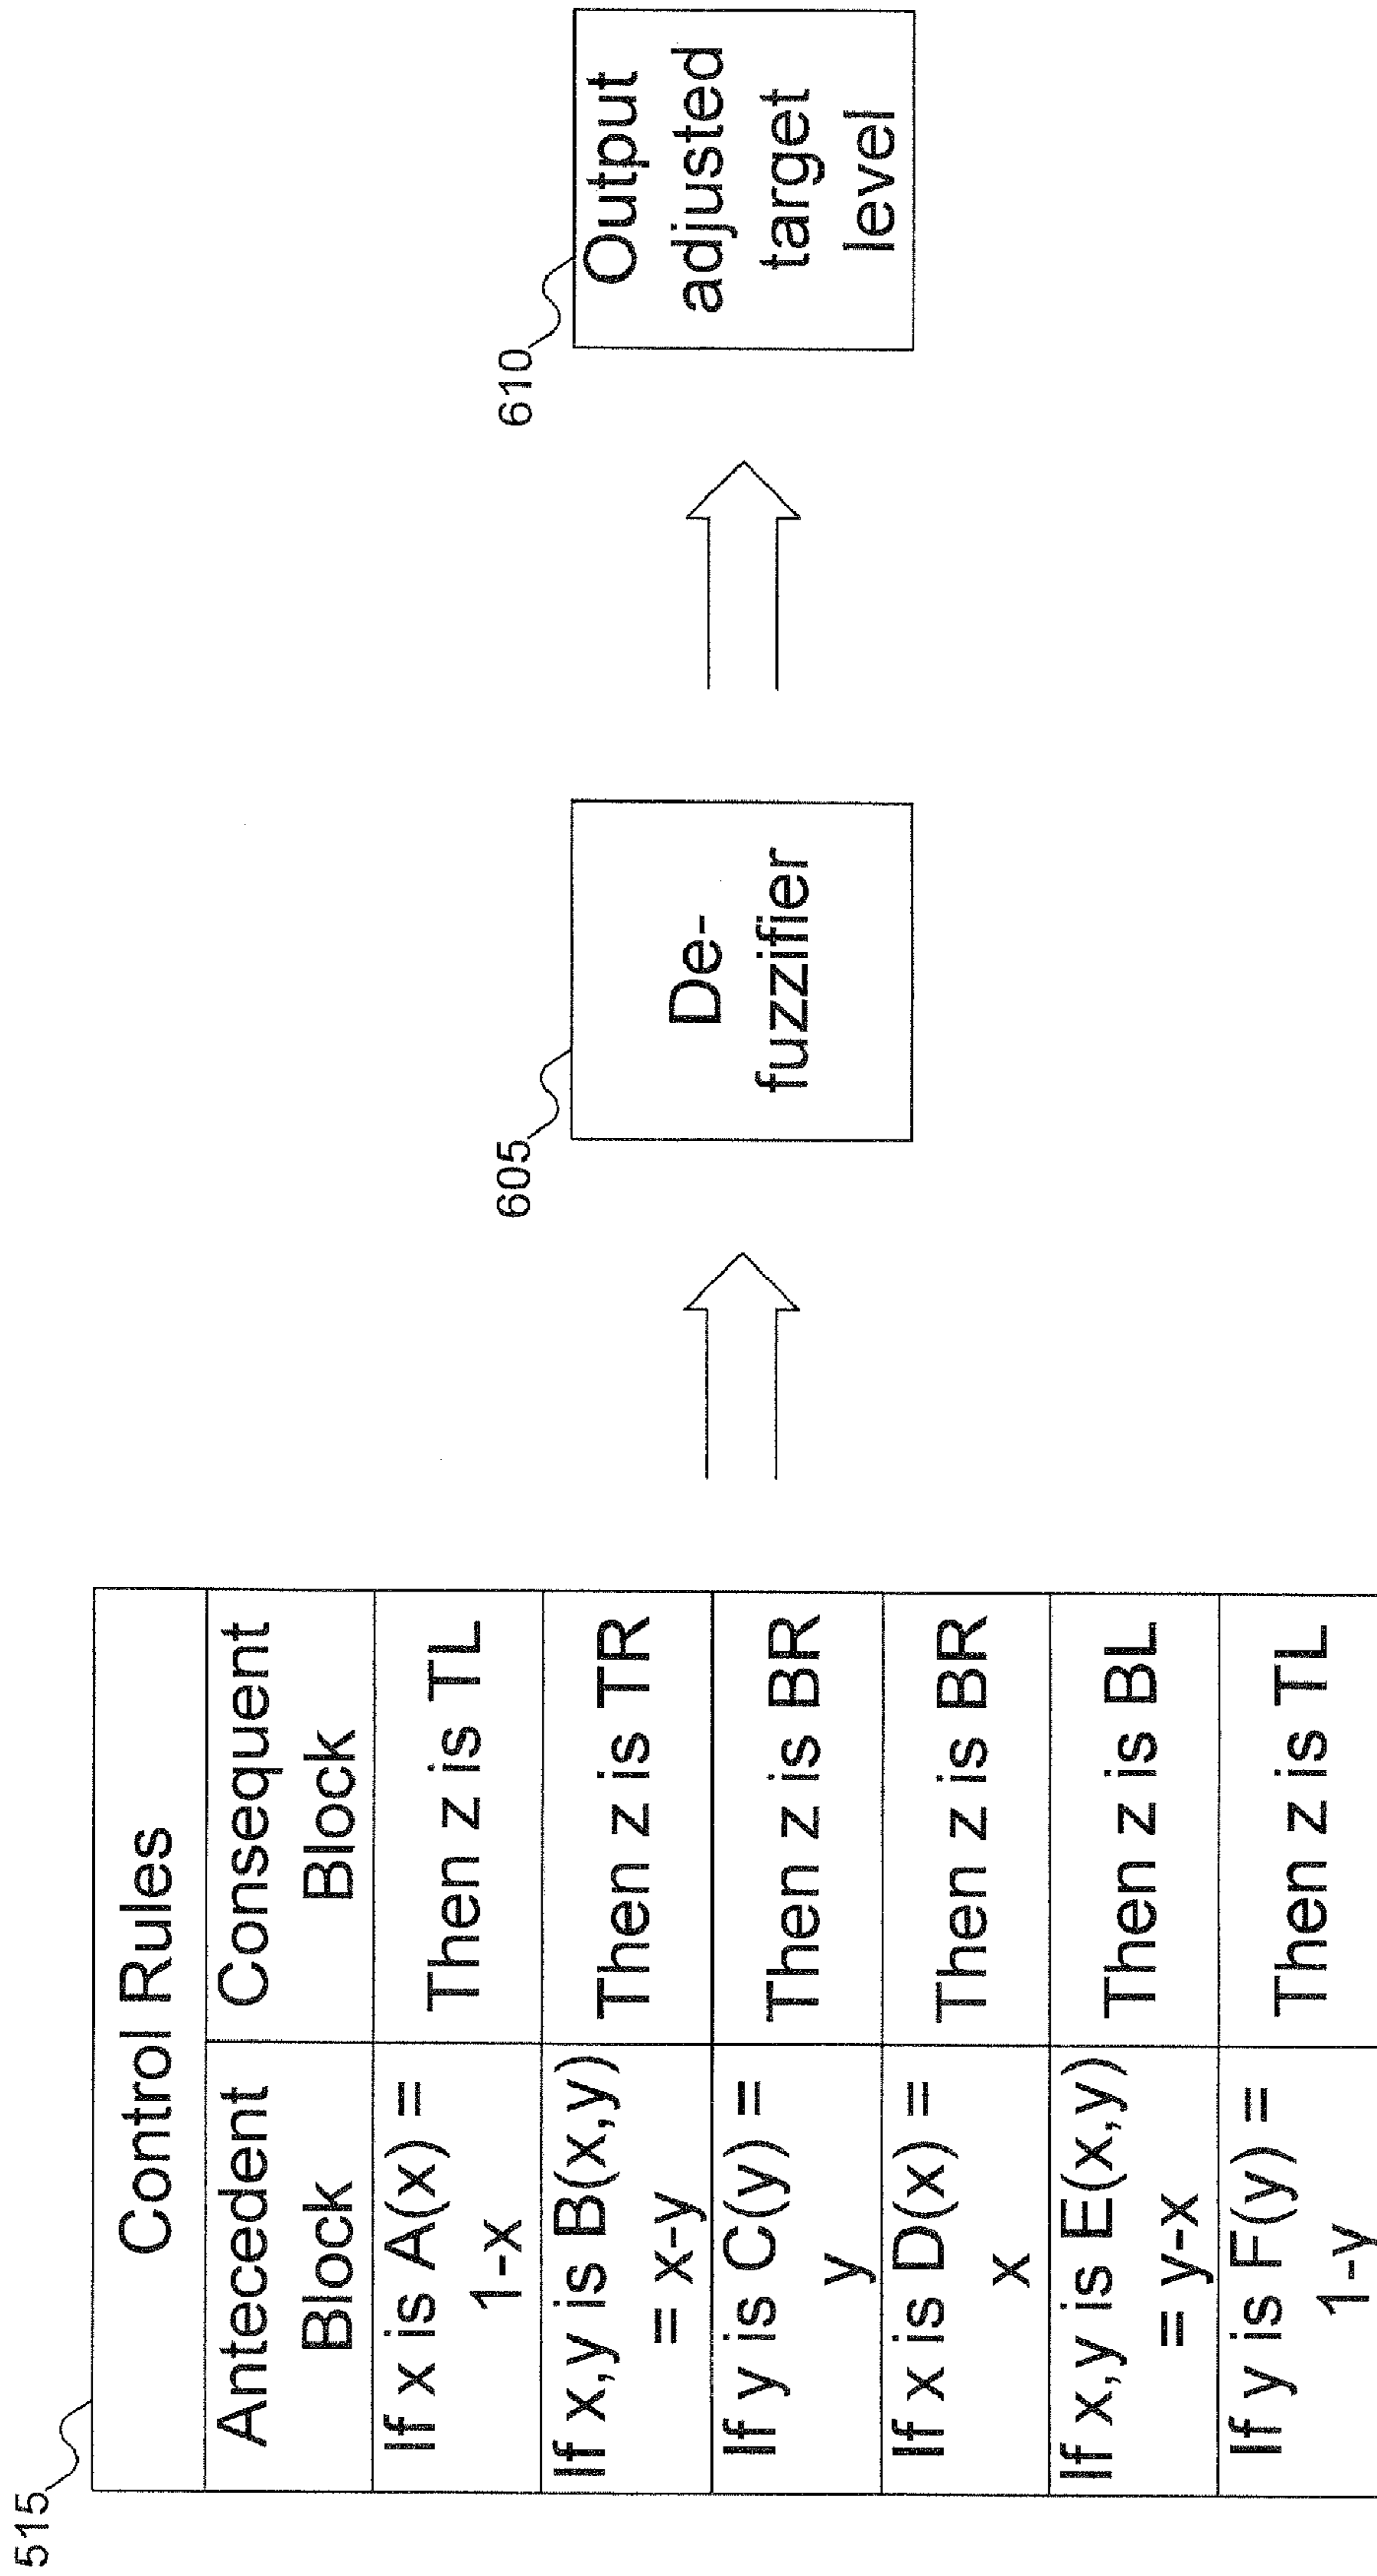 515
Control Rules
Antecedent
Block
Consequent
Block
If x is A(x) =
1-x
Then z is TL
If x,y is B(x,y)
= x-y
Then z is TR
If y is C(y) =
y
Then z is BR
If x is D(x) =
x
Then z is BR
If x,y is E(x,y)
= y-x
Then z is BL
If y is F(y) =
1-y
Then z is TL
605
De-
fuzzifier
610
Output
adjusted
target
level